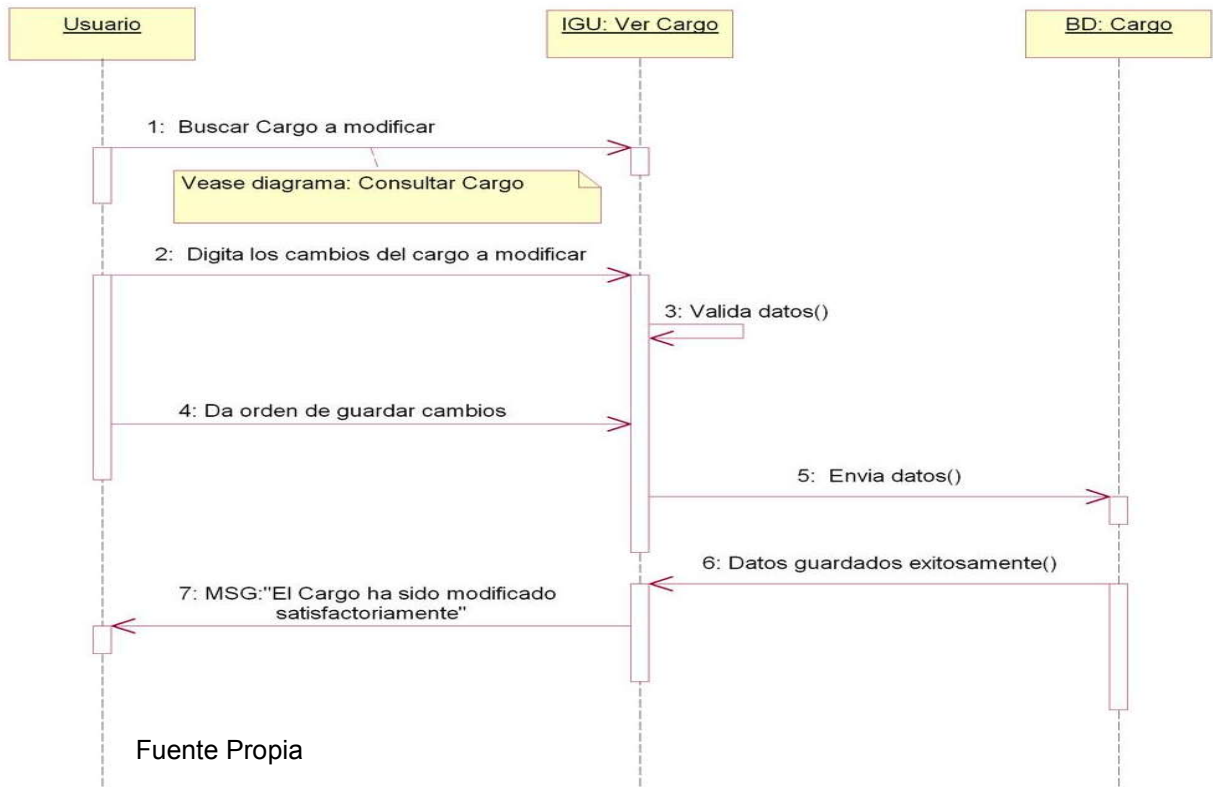 Usuario
IGU: Ver Cargo
BD: Cargo
1: Buscar Cargo a modificar
Vease diagrama: Consultar Cargo
2: Digita los cambios del cargo a modificar
3: Valida datos()
4: Da orden de guardar cambios
5: Envia datos()
6: Datos guardados exitosamente()
7: MSG:"El Cargo ha sido modificado
satisfactoriamente"
Fuente Propia